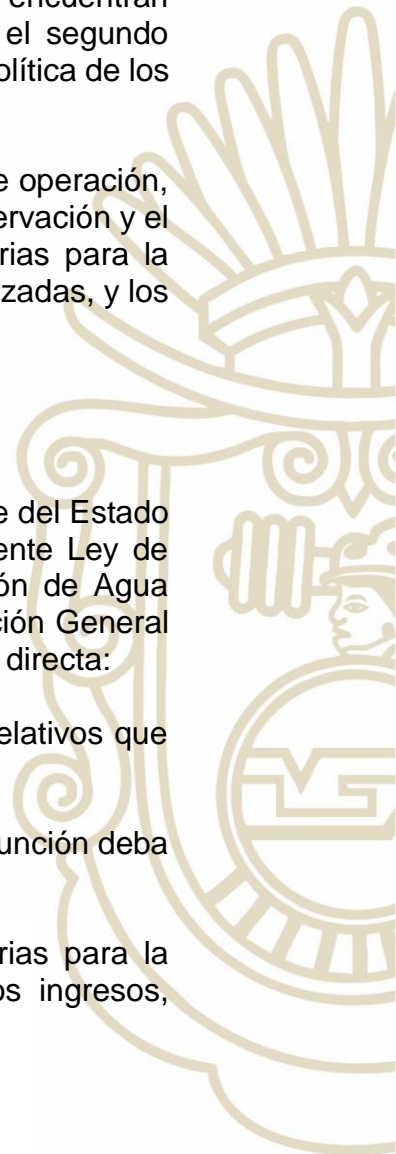 encuentran
el segundo
olítica de los
e operación,
ervación y el
rias para la
zadas, y los
e del Estado
ente Ley de
ón de Agua
ción General
directa:
elativos que
unción deba
rias para la
os ingresos,